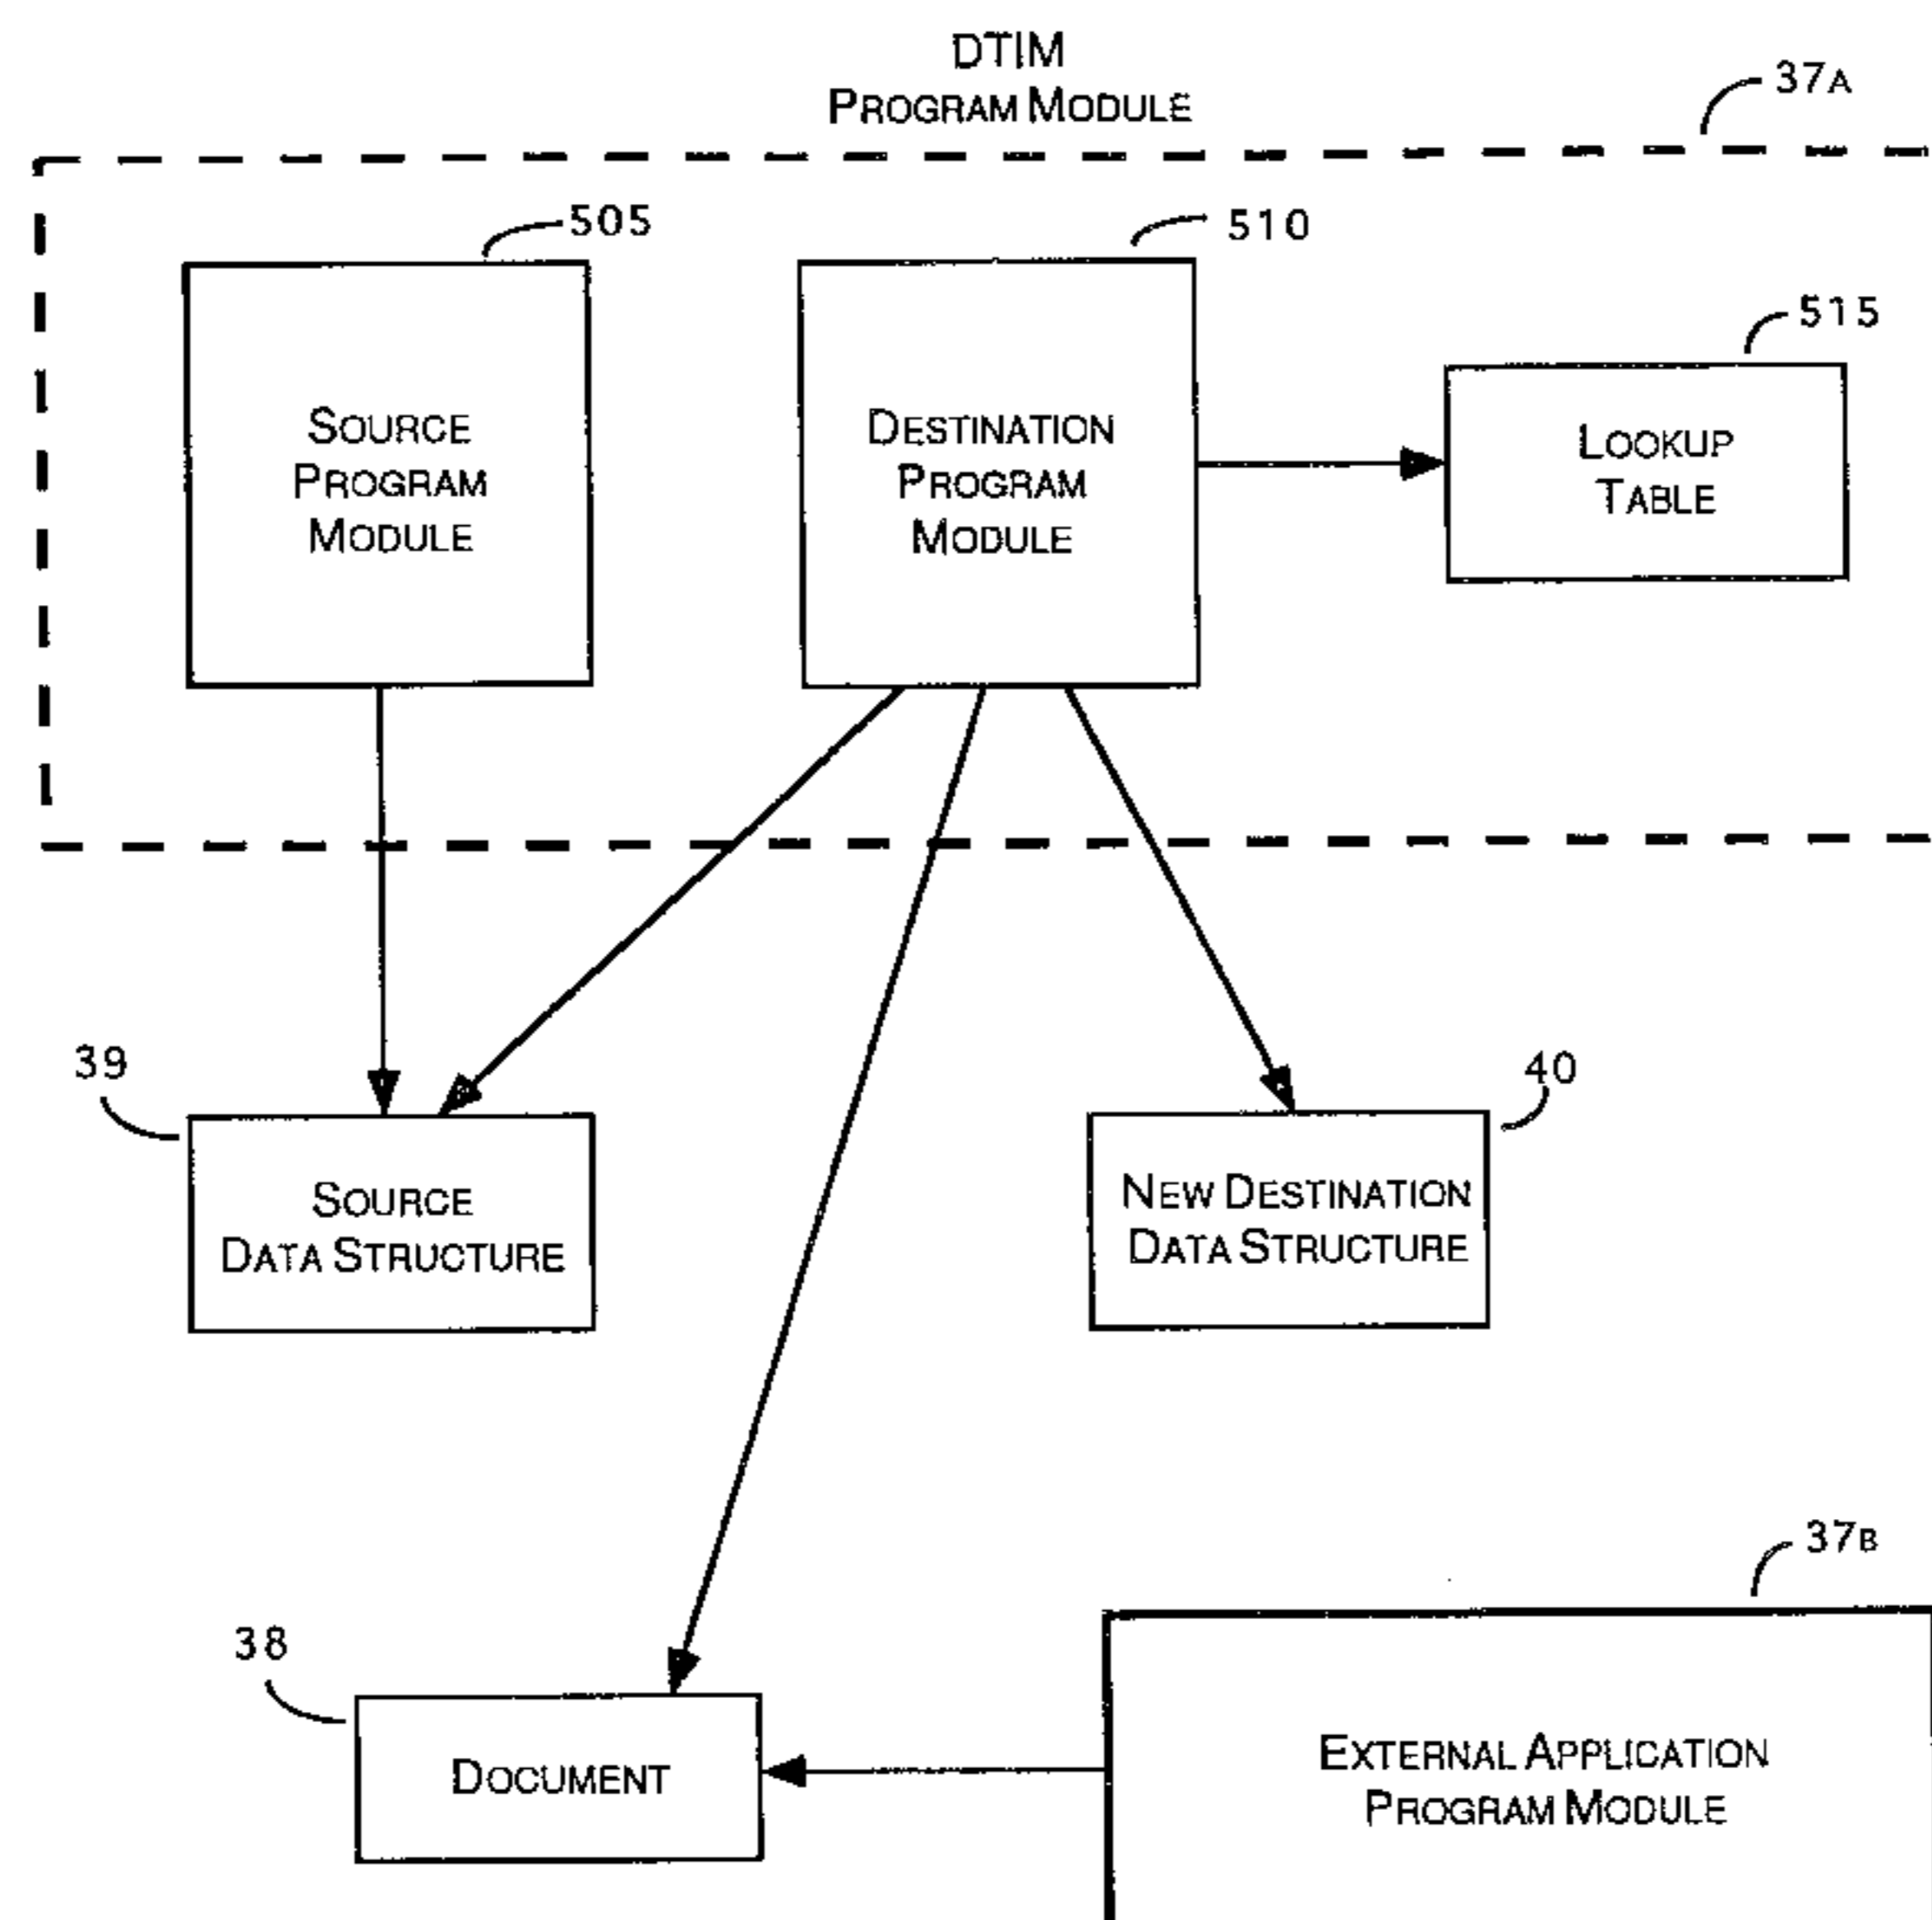 DTIM
PROGRAM MODULE
37A
505
510
515
SOURCE
PROGRAM
MODULE
DESTINATION
PROGRAM
MODULE
LOOKUP
TABLE
39
40
SOURCE
DATA STRUCTURE
NEW DESTINATION
DATA STRUCTURE
37B
38
DOCUMENT
EXTERNAL APPLICATION
PROGRAM MODULE